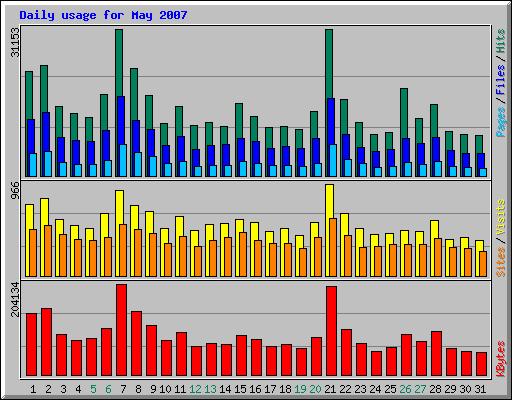 Daily usage for May 2007
31153
Pages / Files / Hits
966
Sites / Visits
204134
KBytes
1 2 3 4 5 6 7 8 9 10 11 12 13 14 15 16 17 18 19 20 21 22 23 24 25 26 27 28 29 30 31